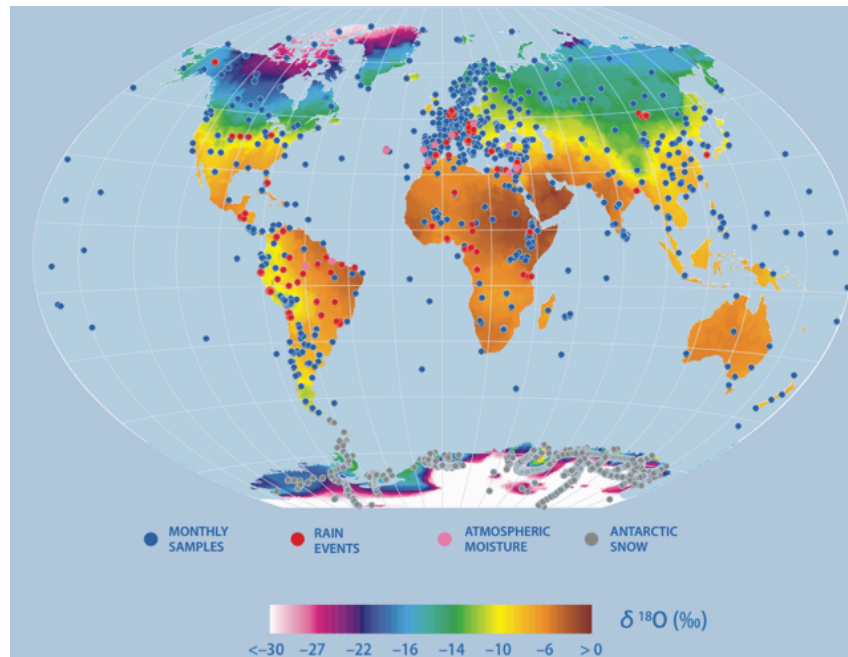 MONTHLY
SAMPLES
RAIN
EVENTS
ATMOSPHERIC
MOISTURE
ANTARCTIC
SNOW
δ ¹⁸O (‰)
<–30 –27 –22 –16 –14 –10 –6 > 0